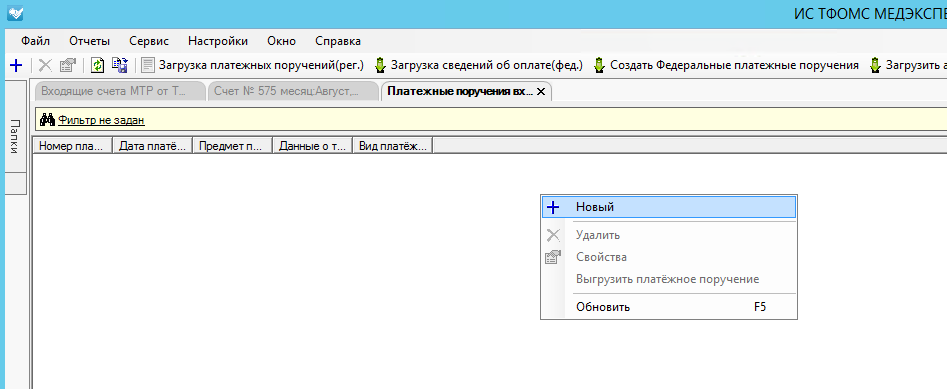 ИС ТФОМС МЕДЭКСПЕ
Файл Отчеты Сервис Настройки Окно Справка
Загрузка платежных поручений(рег.) Загрузка сведений об оплате(фед.) Создать Федеральные платежные поручения Загрузить а
Входящие счета МТР от Т... Счет № 575 месяц:Август,... Платежные поручения вх...
Папки
Фильтр не задан
Номер пла... Дата платё... Предмет п... Данные о т... Вид платёж...
Новый
Удалить
Свойства
Выгрузить платёжное поручение
Обновить F5